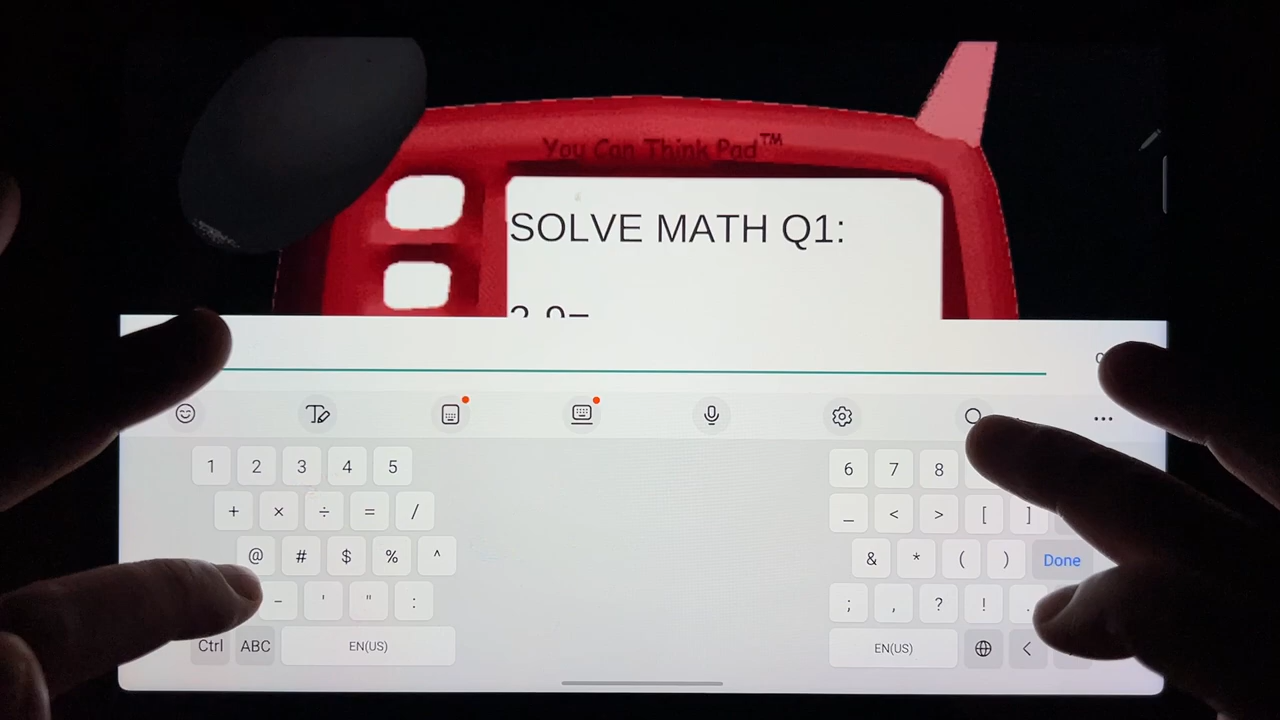 You Can Think Pad™
SOLVE MATH Q1:
1 2 3 4 5 6 7 8
+ × ÷ = / _ < > [ ]
@ # $ % ^ & * ( ) Done
- ' " : ; , ? ! .
Ctrl ABC EN(US) EN(US) <